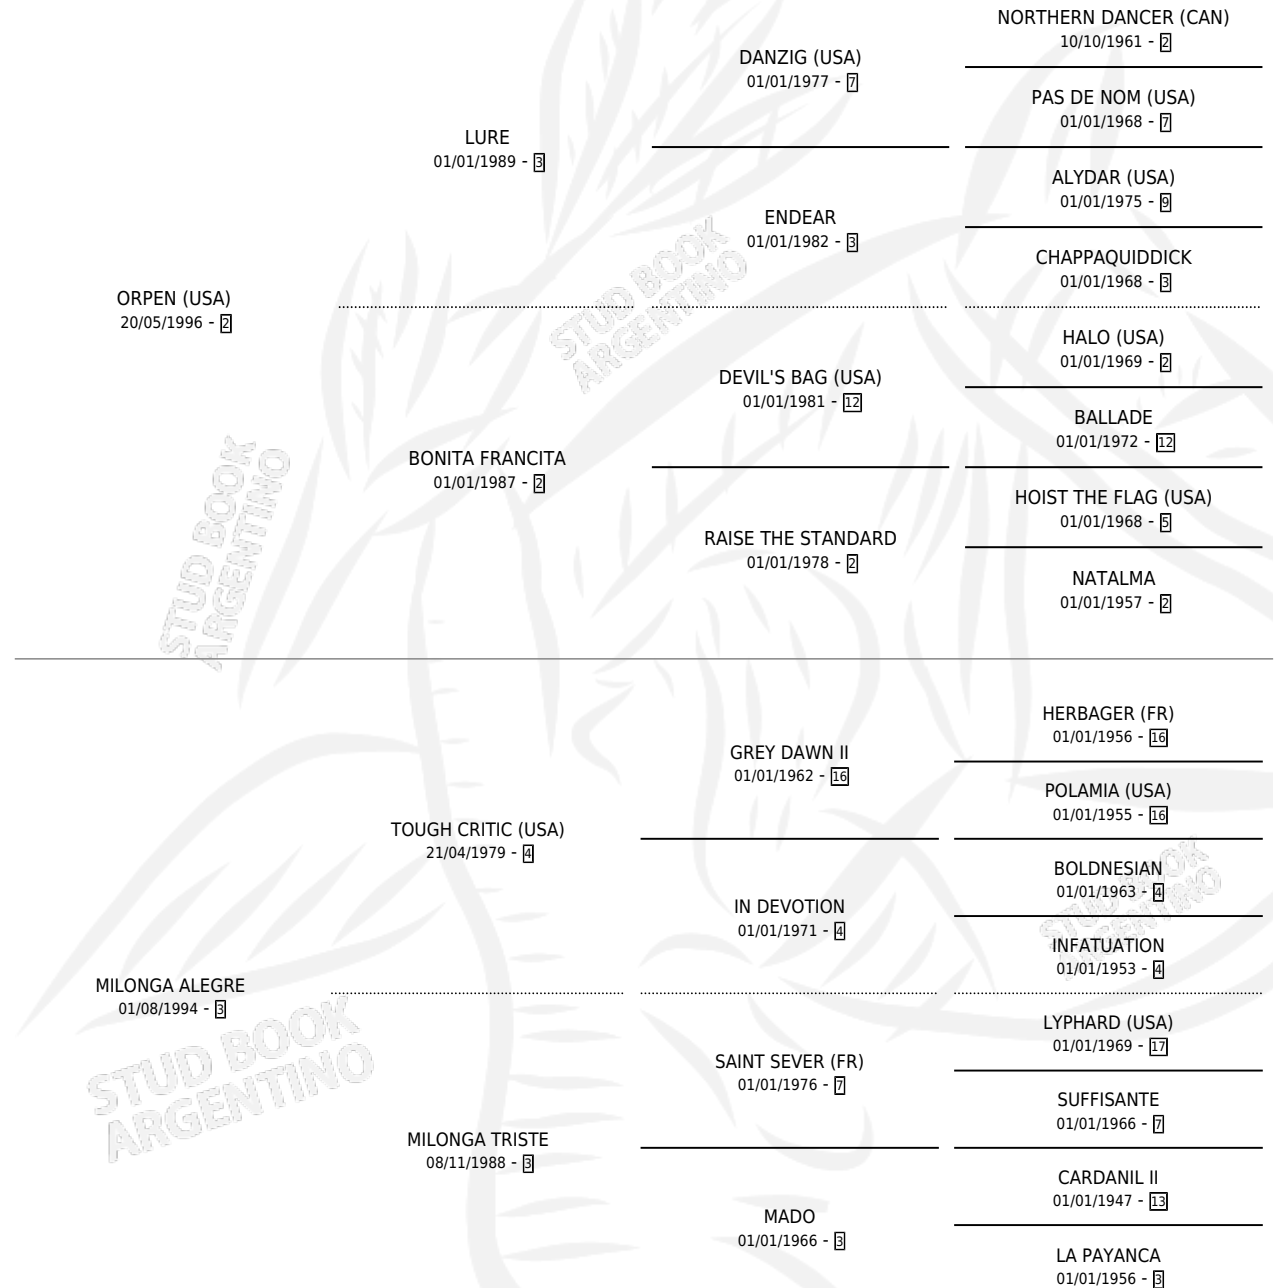 NORTHERN DANCER (CAN)
10/10/1961 - 2
DANZIG (USA)
01/01/1977 - 7
PAS DE NOM (USA)
01/01/1968 - 7
LURE
01/01/1989 - 3
ALYDAR (USA)
01/01/1975 - 9
ENDEAR
01/01/1982 - 3
CHAPPAQUIDDICK
01/01/1968 - 3
ORPEN (USA)
20/05/1996 - 2
HALO (USA)
01/01/1969 - 2
DEVIL'S BAG (USA)
01/01/1981 - 12
BALLADE
01/01/1972 - 12
BONITA FRANCITA
01/01/1987 - 2
HOIST THE FLAG (USA)
01/01/1968 - 5
RAISE THE STANDARD
01/01/1978 - 2
NATALMA
01/01/1957 - 2
HERBAGER (FR)
01/01/1956 - 16
GREY DAWN II
01/01/1962 - 16
POLAMIA (USA)
01/01/1955 - 16
TOUGH CRITIC (USA)
21/04/1979 - 4
BOLDNESIAN
01/01/1963 - 4
IN DEVOTION
01/01/1971 - 4
INFATUATION
01/01/1953 - 4
MILONGA ALEGRE
01/08/1994 - 3
LYPHARD (USA)
01/01/1969 - 17
SAINT SEVER (FR)
01/01/1976 - 7
SUFFISANTE
01/01/1966 - 7
MILONGA TRISTE
08/11/1988 - 3
CARDANIL II
01/01/1947 - 13
MADO
01/01/1966 - 3
LA PAYANCA
01/01/1956 - 3
STUD BOOK
ARGENTINO
STUD BOOK
ARGENTINO
STUD BOOK
ARGENTINO
STUD BOOK
ARGENTINO